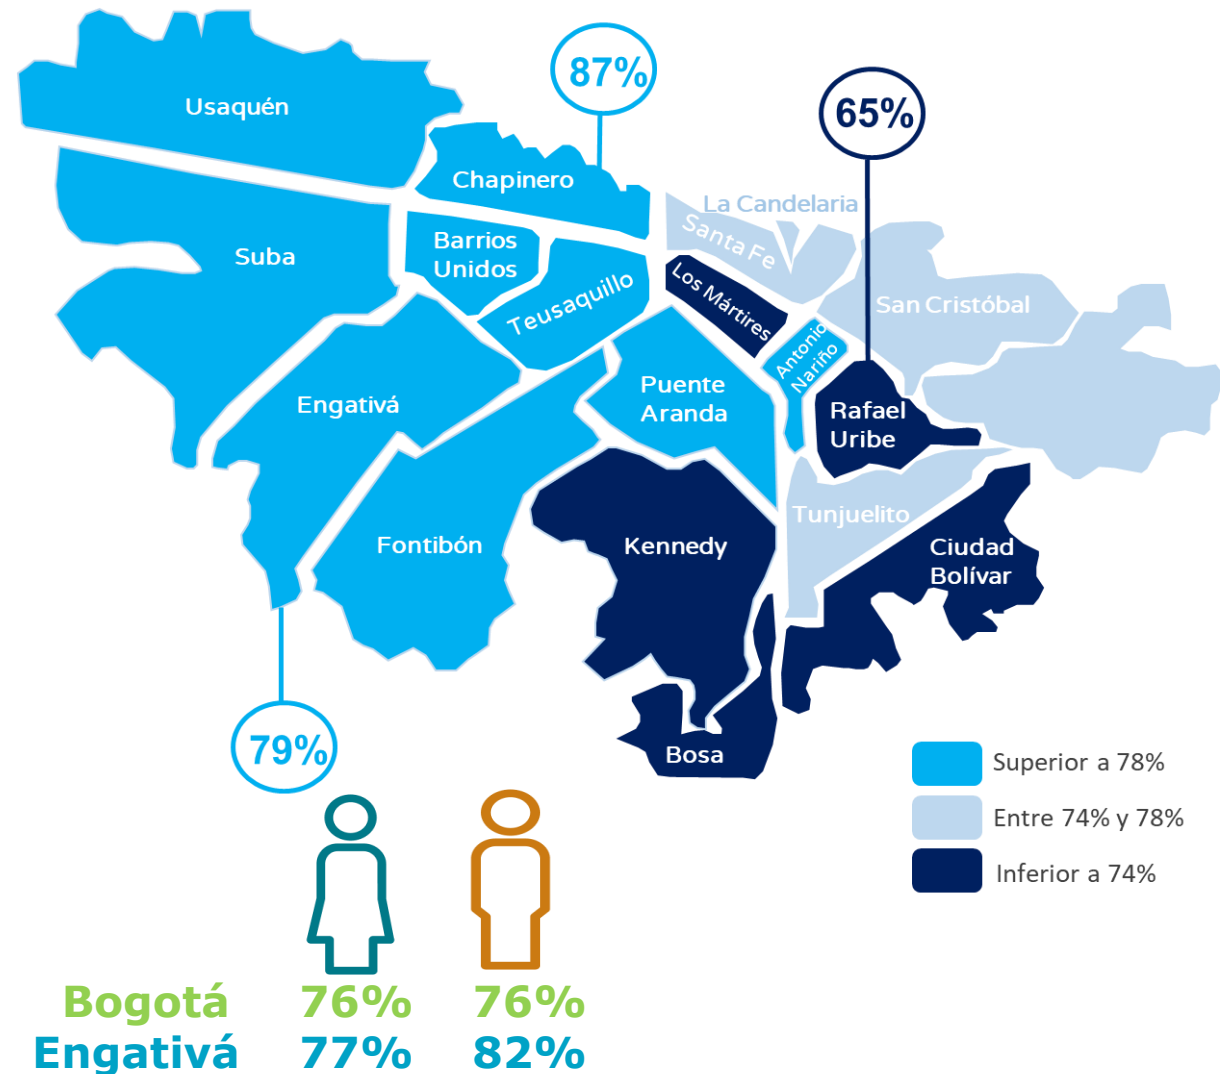 87%
65%
Usaquén
Chapinero
La Candelaria
Santa Fe
Barrios
Unidos
Suba
Teusaquillo
Los Mártires
San Cristóbal
Antonio
Nariño
Engativá
Puente
Aranda
Rafael
Uribe
Tunjuelito
Fontibón
Kennedy
Ciudad
Bolívar
79%
Bosa
Superior a 78%
Entre 74% y 78%
Inferior a 74%
Bogotá 76% 76%
Engativá 77% 82%